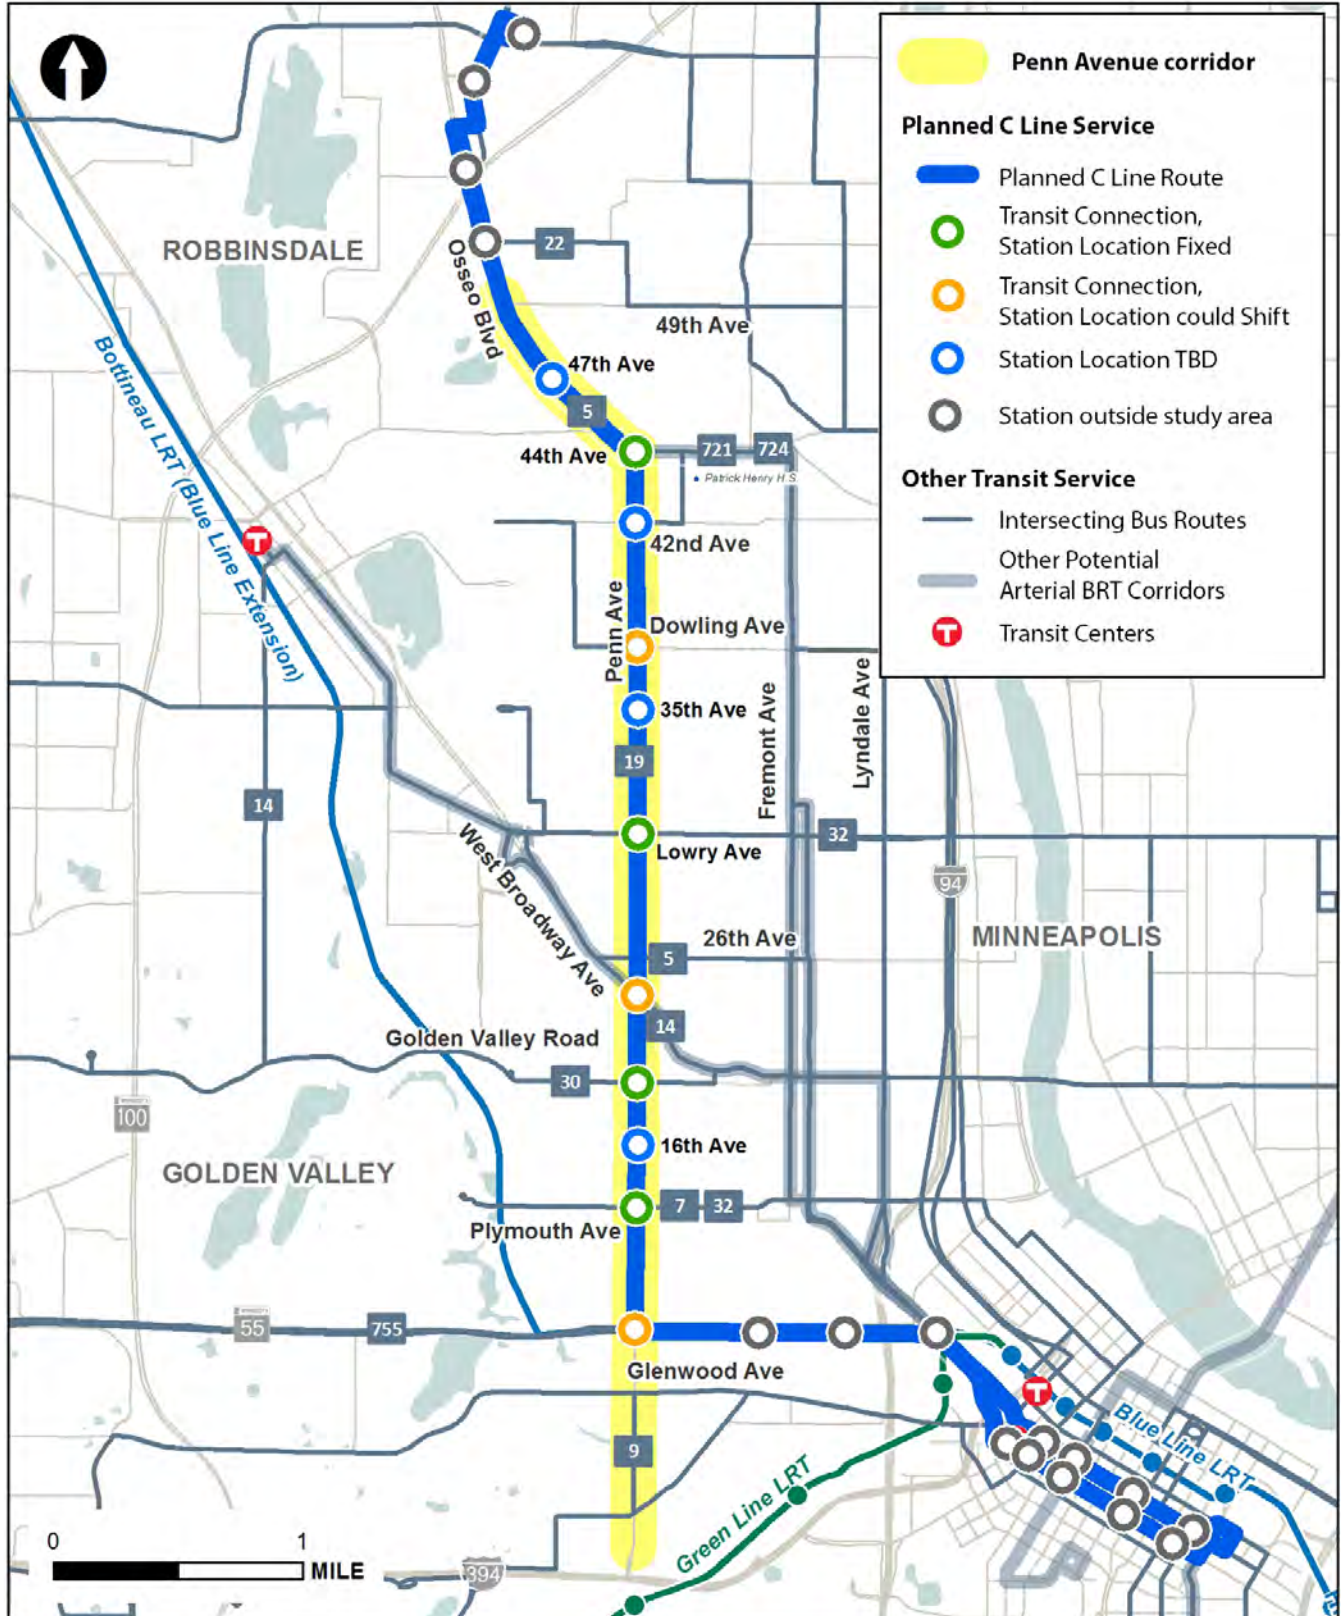 Penn Avenue corridor
Planned C Line Service
Planned C Line Route
Transit Connection,
Station Location Fixed
Transit Connection,
Station Location could Shift
Station Location TBD
Station outside study area
Other Transit Service
Intersecting Bus Routes
Other Potential
Arterial BRT Corridors
T
Transit Centers
ROBBINSDALE
22
Osseo Blvd
49th Ave
47th Ave
5
Bottineau LRT (Blue Line Extension)
44th Ave
721
724
Patrick Henry H.S.
42nd Ave
T
Penn Ave
Dowling Ave
35th Ave
Fremont Ave
Lyndale Ave
19
14
32
Lowry Ave
West Broadway Ave
94
26th Ave
MINNEAPOLIS
5
14
Golden Valley Road
30
100
16th Ave
GOLDEN VALLEY
7
32
Plymouth Ave
55
755
Glenwood Ave
T
Blue Line LRT
9
Green Line LRT
0
1
MILE
394